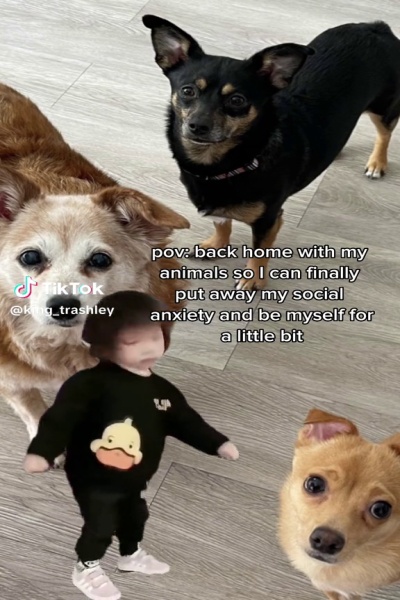 pov: back home with my
animals so I can finally
put away my social
anxiety and be myself for
a little bit
TikTok
@king_trashley